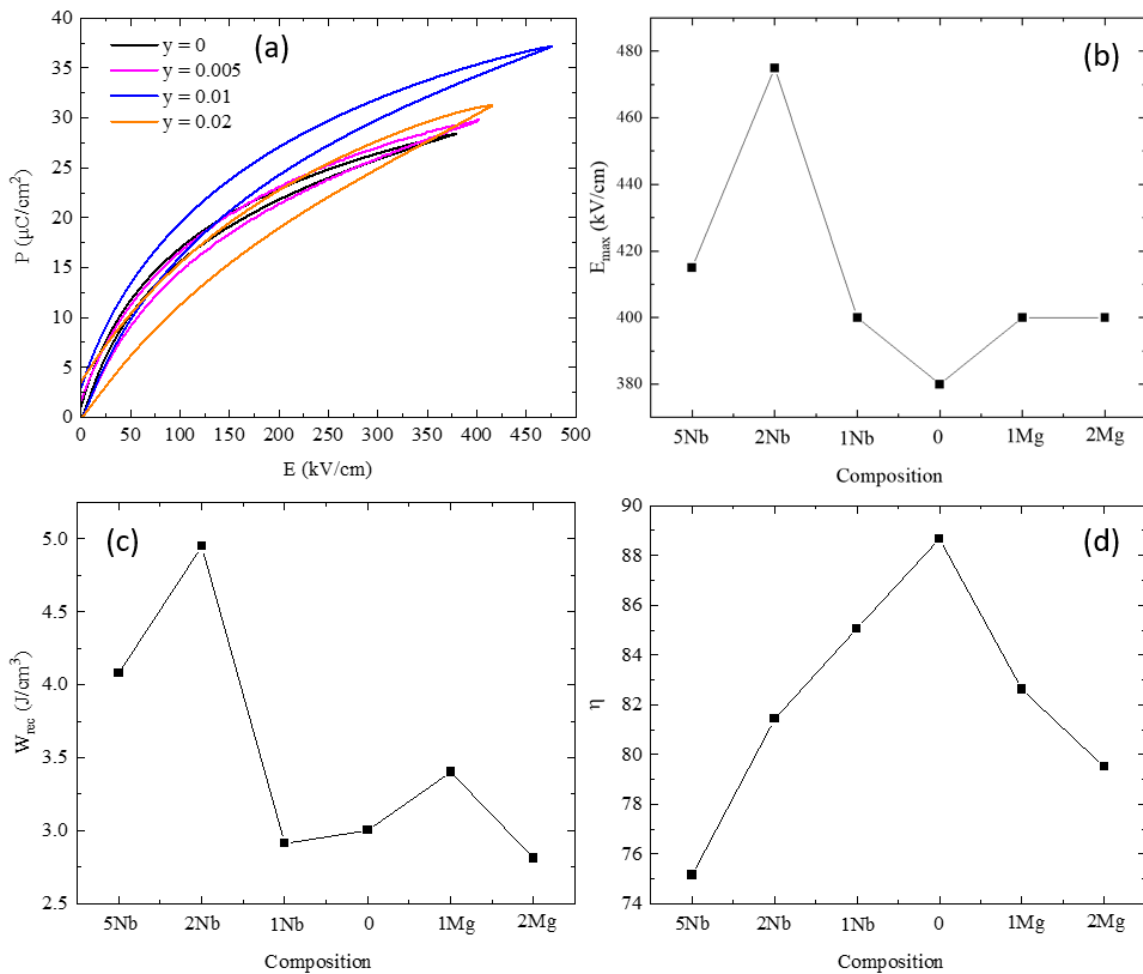 (a)
y = 0
y = 0.005
y = 0.01
y = 0.02
40
35
30
25
20
15
10
5
0
P (μC/cm²)
0 50 100 150 200 250 300 350 400 450 500
E (kV/cm)
(b)
480
460
440
420
400
380
E_max (kV/cm)
5Nb 2Nb 1Nb 0 1Mg 2Mg
Composition
(c)
5.0
4.5
4.0
3.5
3.0
2.5
W_rec (J/cm³)
5Nb 2Nb 1Nb 0 1Mg 2Mg
Composition
(d)
90
88
86
84
82
80
78
76
74
η
5Nb 2Nb 1Nb 0 1Mg 2Mg
Composition